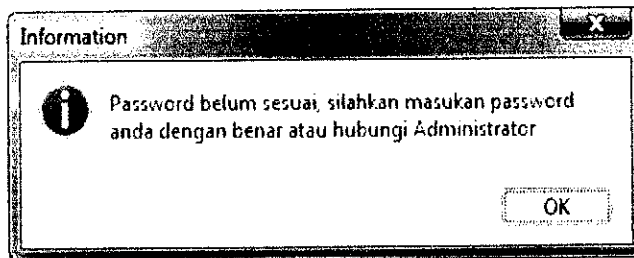 Information
Password belum sesuai, silahkan masukan password
anda dengan benar atau hubungi Administrator
OK